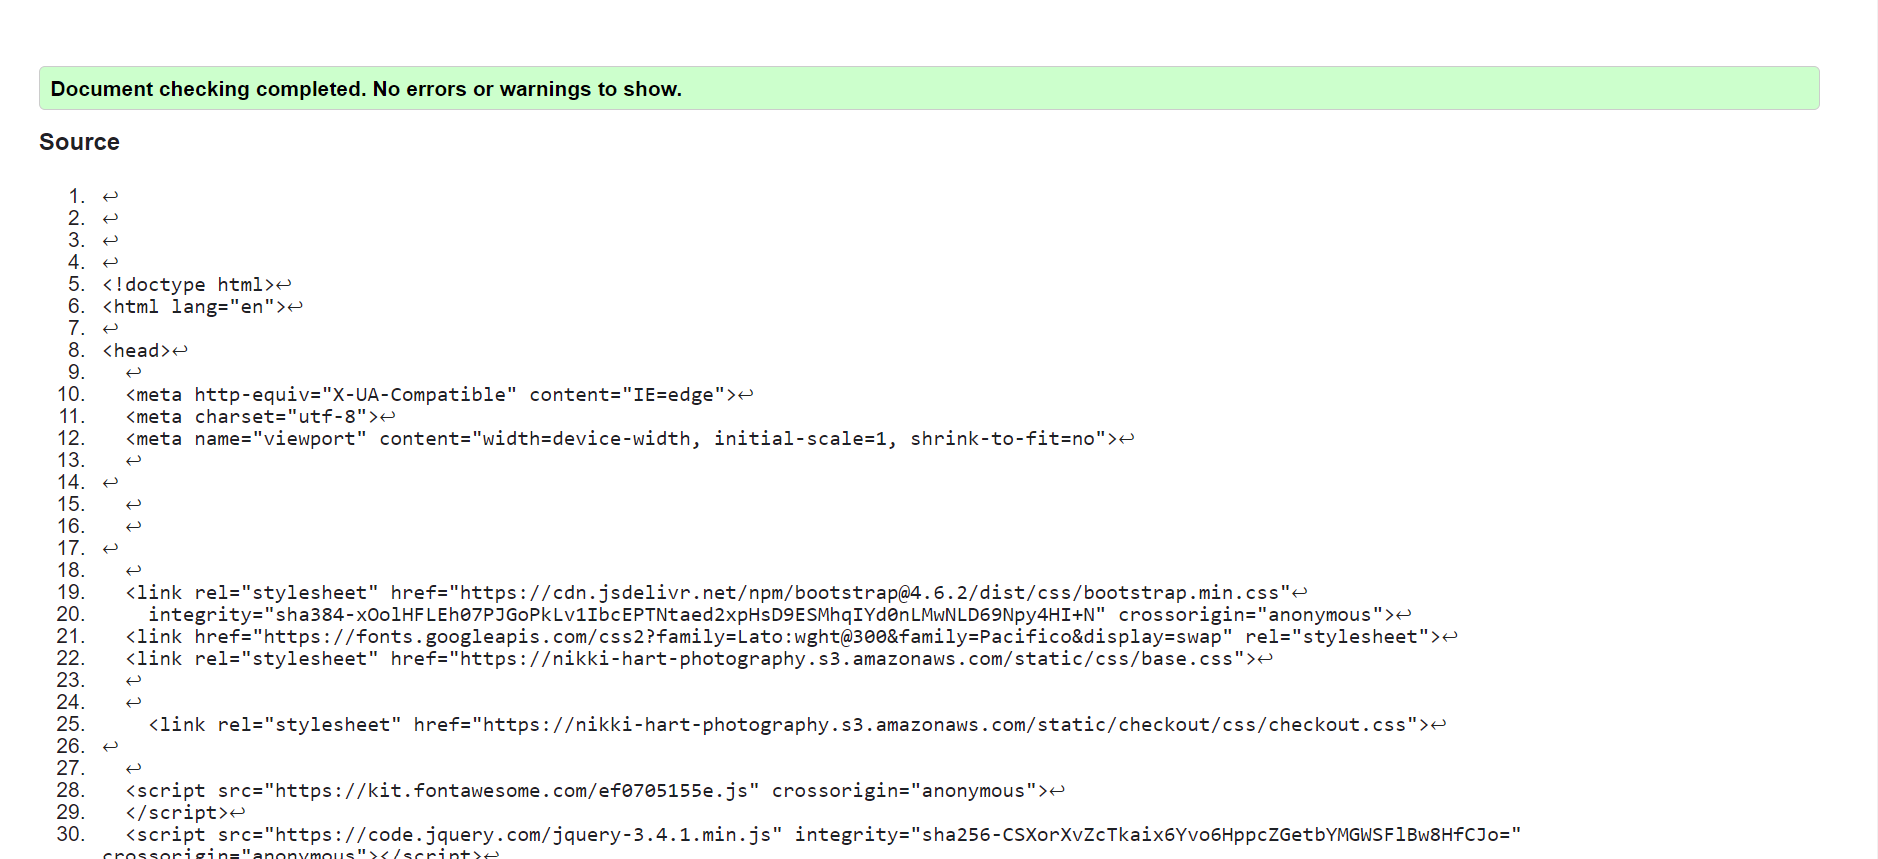 Document checking completed. No errors or warnings to show.
Source
1. ↩
2. ↩
3. ↩
4. ↩
5. <!doctype html>↩
6. <html lang="en">↩
7. ↩
8. <head>↩
9. ↩
10. <meta http-equiv="X-UA-Compatible" content="IE=edge">↩
11. <meta charset="utf-8">↩
12. <meta name="viewport" content="width=device-width, initial-scale=1, shrink-to-fit=no">↩
13. ↩
14. ↩
15. ↩
16. ↩
17. ↩
18. ↩
19. <link rel="stylesheet" href="https://cdn.jsdelivr.net/npm/bootstrap@4.6.2/dist/css/bootstrap.min.css"↩
20. integrity="sha384-xOolHFLEh07PJGoPkLv1IbcEPTNtaed2xpHsD9ESMhqIYd0nLMwNLD69Npy4HI+N" crossorigin="anonymous">↩
21. <link href="https://fonts.googleapis.com/css2?family=Lato:wght@300&family=Pacifico&display=swap" rel="stylesheet">↩
22. <link rel="stylesheet" href="https://nikki-hart-photography.s3.amazonaws.com/static/css/base.css">↩
23. ↩
24. ↩
25. <link rel="stylesheet" href="https://nikki-hart-photography.s3.amazonaws.com/static/checkout/css/checkout.css">↩
26. ↩
27. ↩
28. <script src="https://kit.fontawesome.com/ef0705155e.js" crossorigin="anonymous">↩
29. </script>↩
30. <script src="https://code.jquery.com/jquery-3.4.1.min.js" integrity="sha256-CSXorXvZcTkaix6Yvo6HppcZGetbYMGWSFlBw8HfCJo="
crossorigin="anonymous"></script>↩